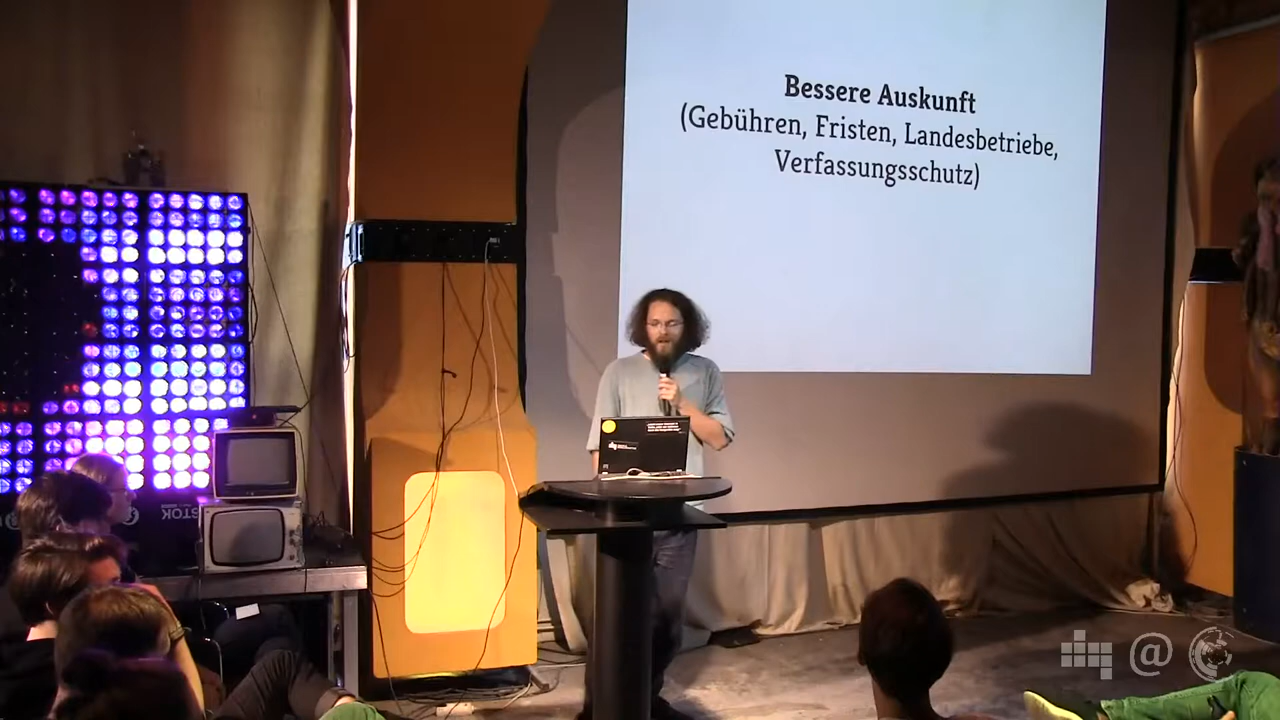 Bessere Auskunft
(Gebühren, Fristen, Landesbetriebe,
Verfassungsschutz)
@